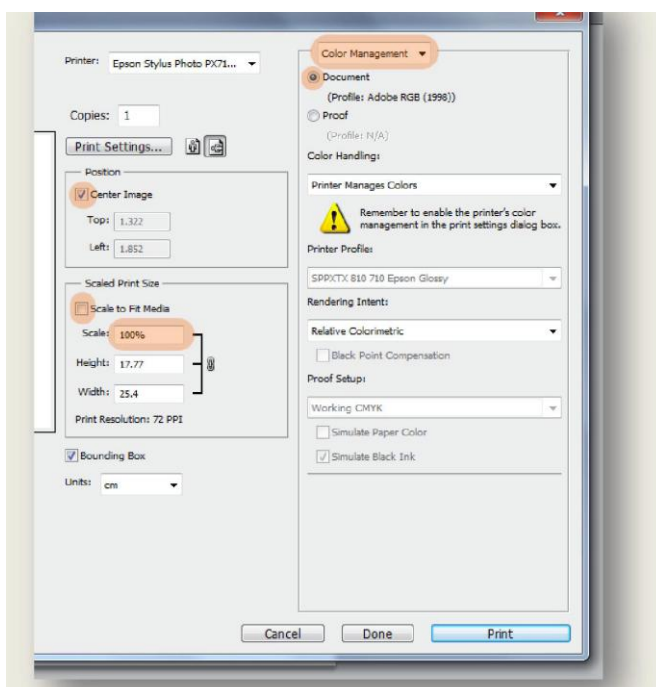 Printer: Epson Stylus Photo PX71...
Copies: 1
Print Settings...
Position
Center Image
Top: 1.322
Left: 1.852
Scaled Print Size
Scale to Fit Media
Scale: 100%
Height: 17.77
Width: 25.4
Print Resolution: 72 PPI
Bounding Box
Units: cm
Color Management
Document
(Profile: Adobe RGB (1998))
Proof
(Profile: N/A)
Color Handling:
Printer Manages Colors
Remember to enable the printer's color
management in the print settings dialog box.
Printer Profile:
SPPXTX 810 710 Epson Glossy
Rendering Intent:
Relative Colorimetric
Black Point Compensation
Proof Setup:
Working CMYK
Simulate Paper Color
Simulate Black Ink
Cancel
Done
Print